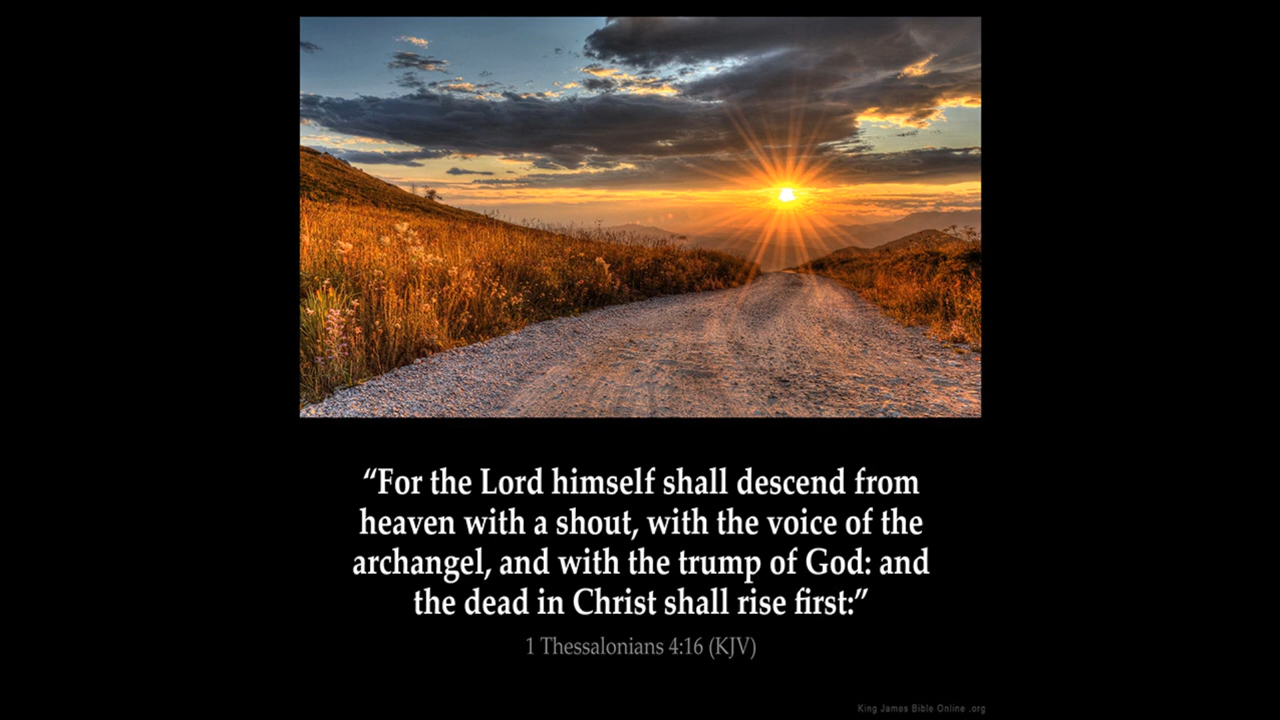 “For the Lord himself shall descend from
heaven with a shout, with the voice of the
archangel, and with the trump of God: and
the dead in Christ shall rise first:”
1 Thessalonians 4:16 (KJV)
King James Bible Online .org